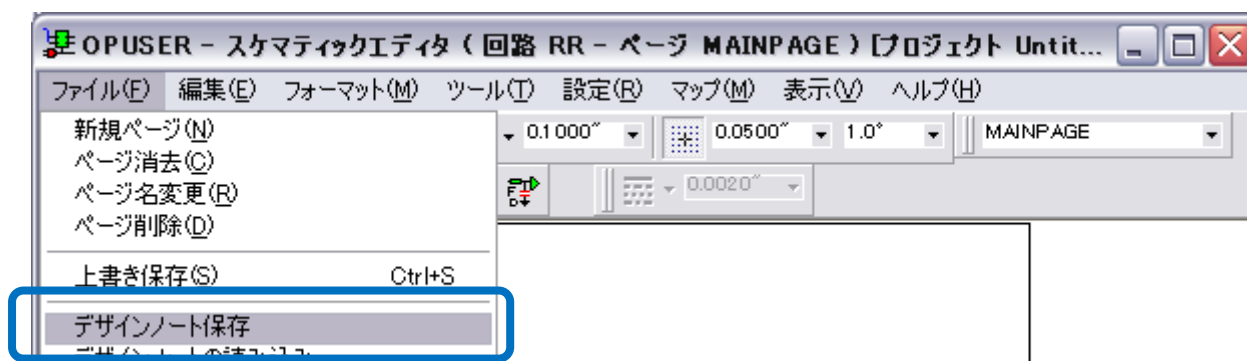 OPUSER - スケマティックエディタ ( 回路 RR - ページ MAINPAGE ) [プロジェクト Untit...
ファイル(F) 編集(E) フォーマット(M) ツール(T) 設定(R) マップ(M) 表示(V) ヘルプ(H)
新規ページ(N)
0.1000″ 0.0500″ 1.0° MAINPAGE
ページ消去(C)
ページ名変更(R)
0.0020″
ページ削除(D)
上書き保存(S) Ctrl+S
デザインノート保存